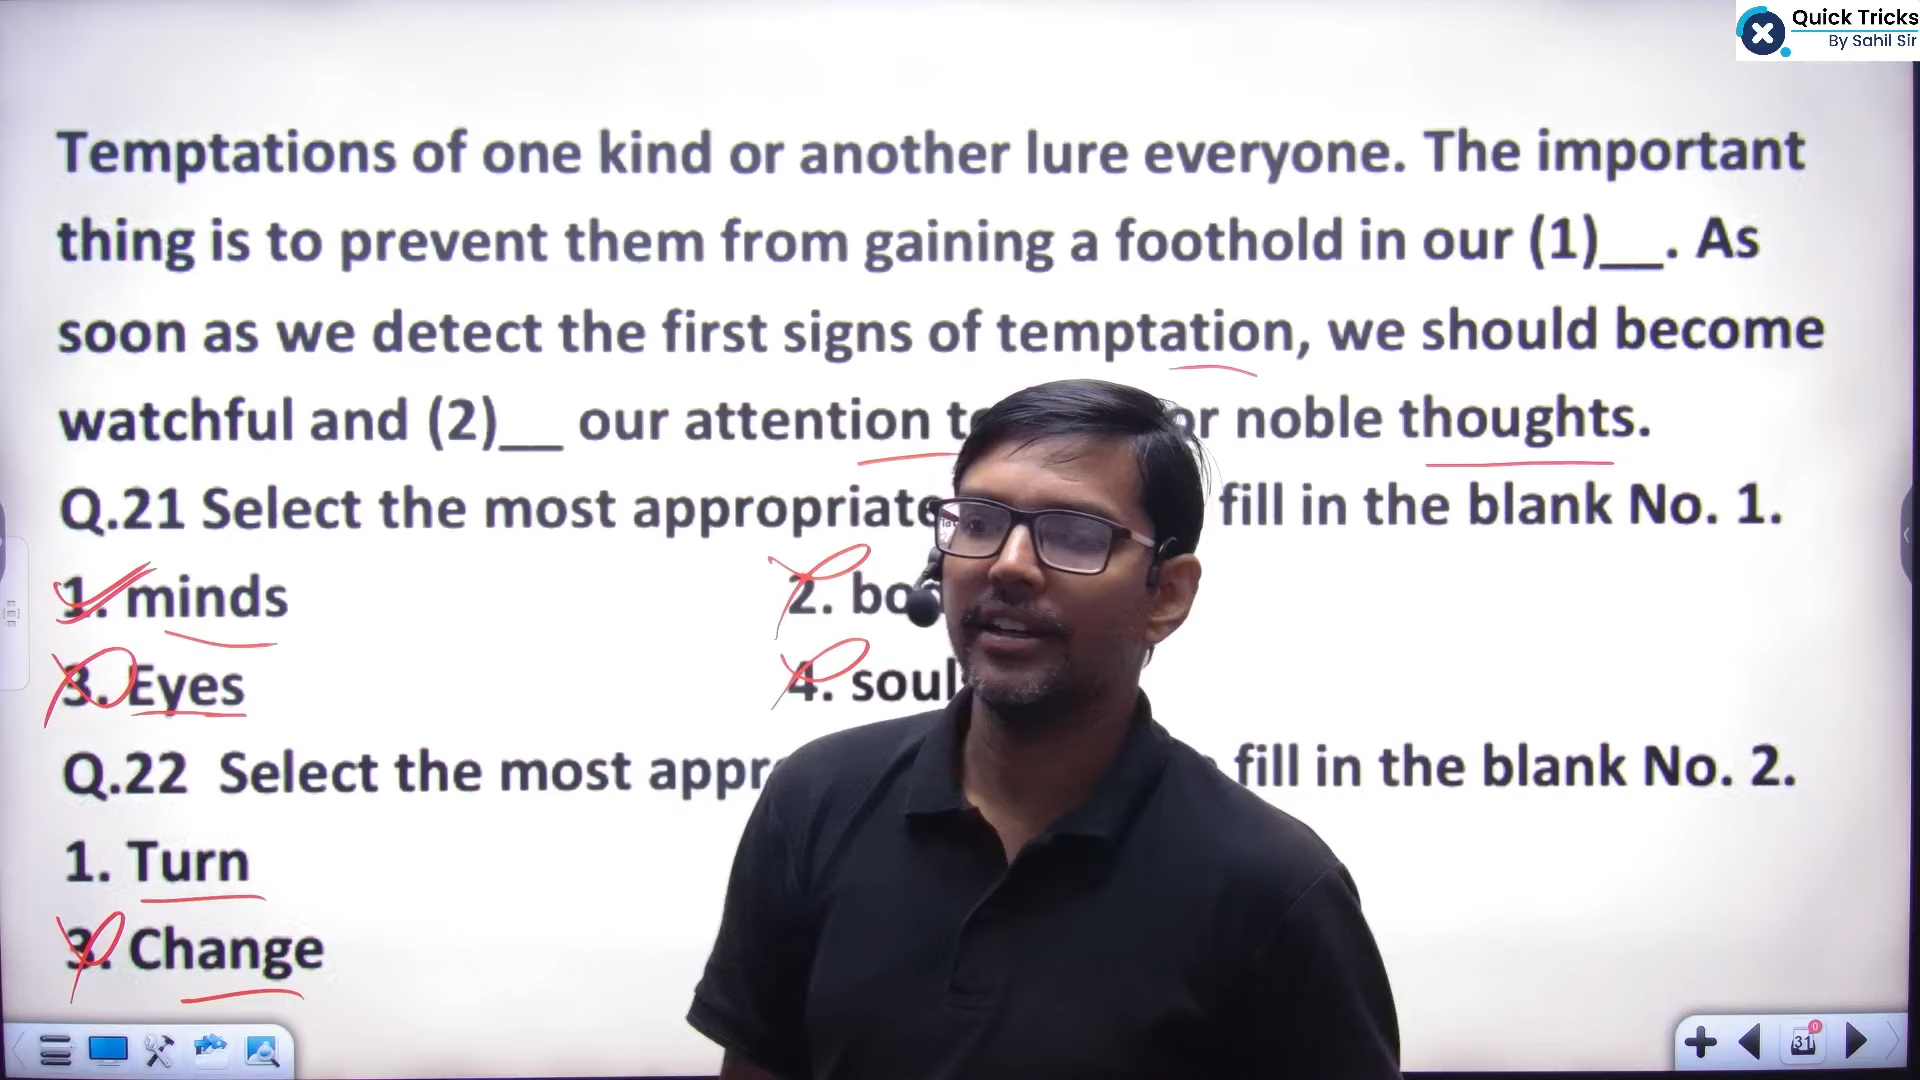 Quick Tricks
By Sahil Sir
Temptations of one kind or another lure everyone. The important
thing is to prevent them from gaining a foothold in our (1)__. As
soon as we detect the first signs of temptation, we should become
watchful and (2)__ our attention noble thoughts.
Q.21 Select the most appropriate fill in the blank No. 1.
1. minds 2.
3. Eyes 4.
Q.22 Select the most fill in the blank No. 2.
1. Turn
3. Change
31
0